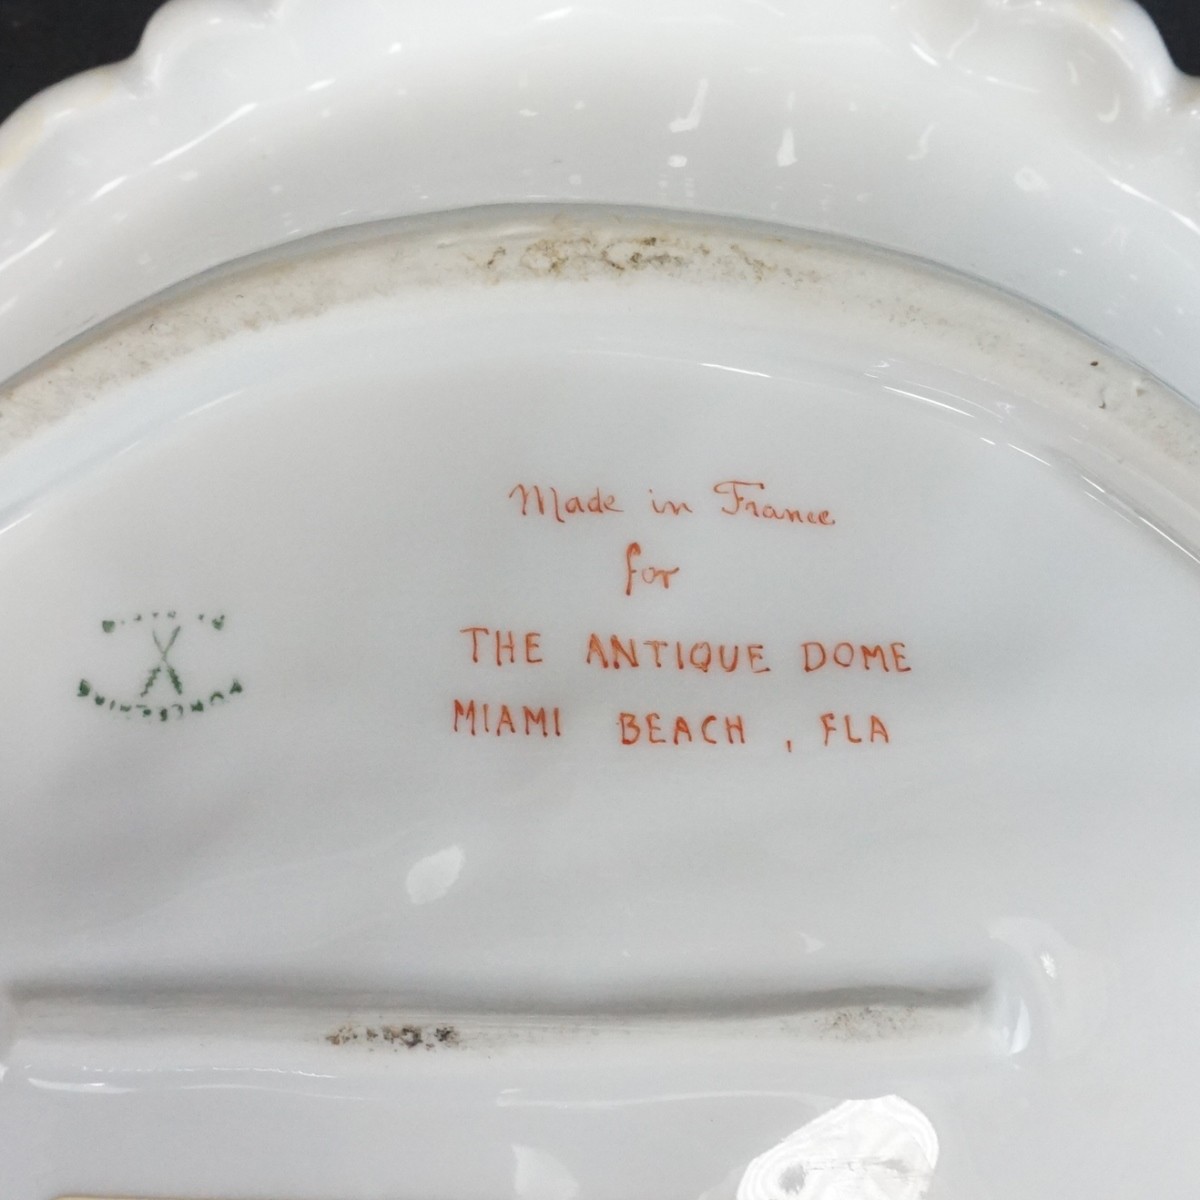 Made in France
for
THE ANTIQUE DOME
MIAMI BEACH, FLA